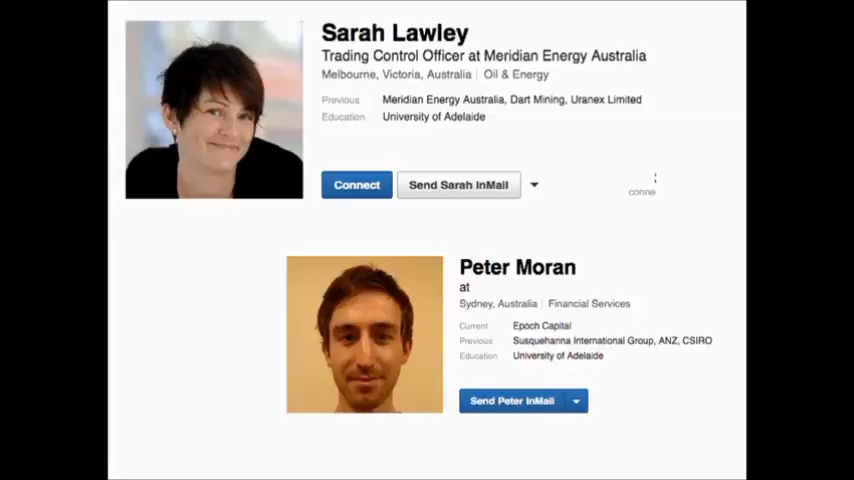 Sarah Lawley
Trading Control Officer at Meridian Energy Australia
Melbourne, Victoria, Australia | Oil & Energy
Previous Meridian Energy Australia, Dart Mining, Uranex Limited
Education University of Adelaide
Connect Send Sarah InMail
conne
Peter Moran
at
Sydney, Australia | Financial Services
Current Epoch Capital
Previous Susquehanna International Group, ANZ, CSIRO
Education University of Adelaide
Send Peter InMail